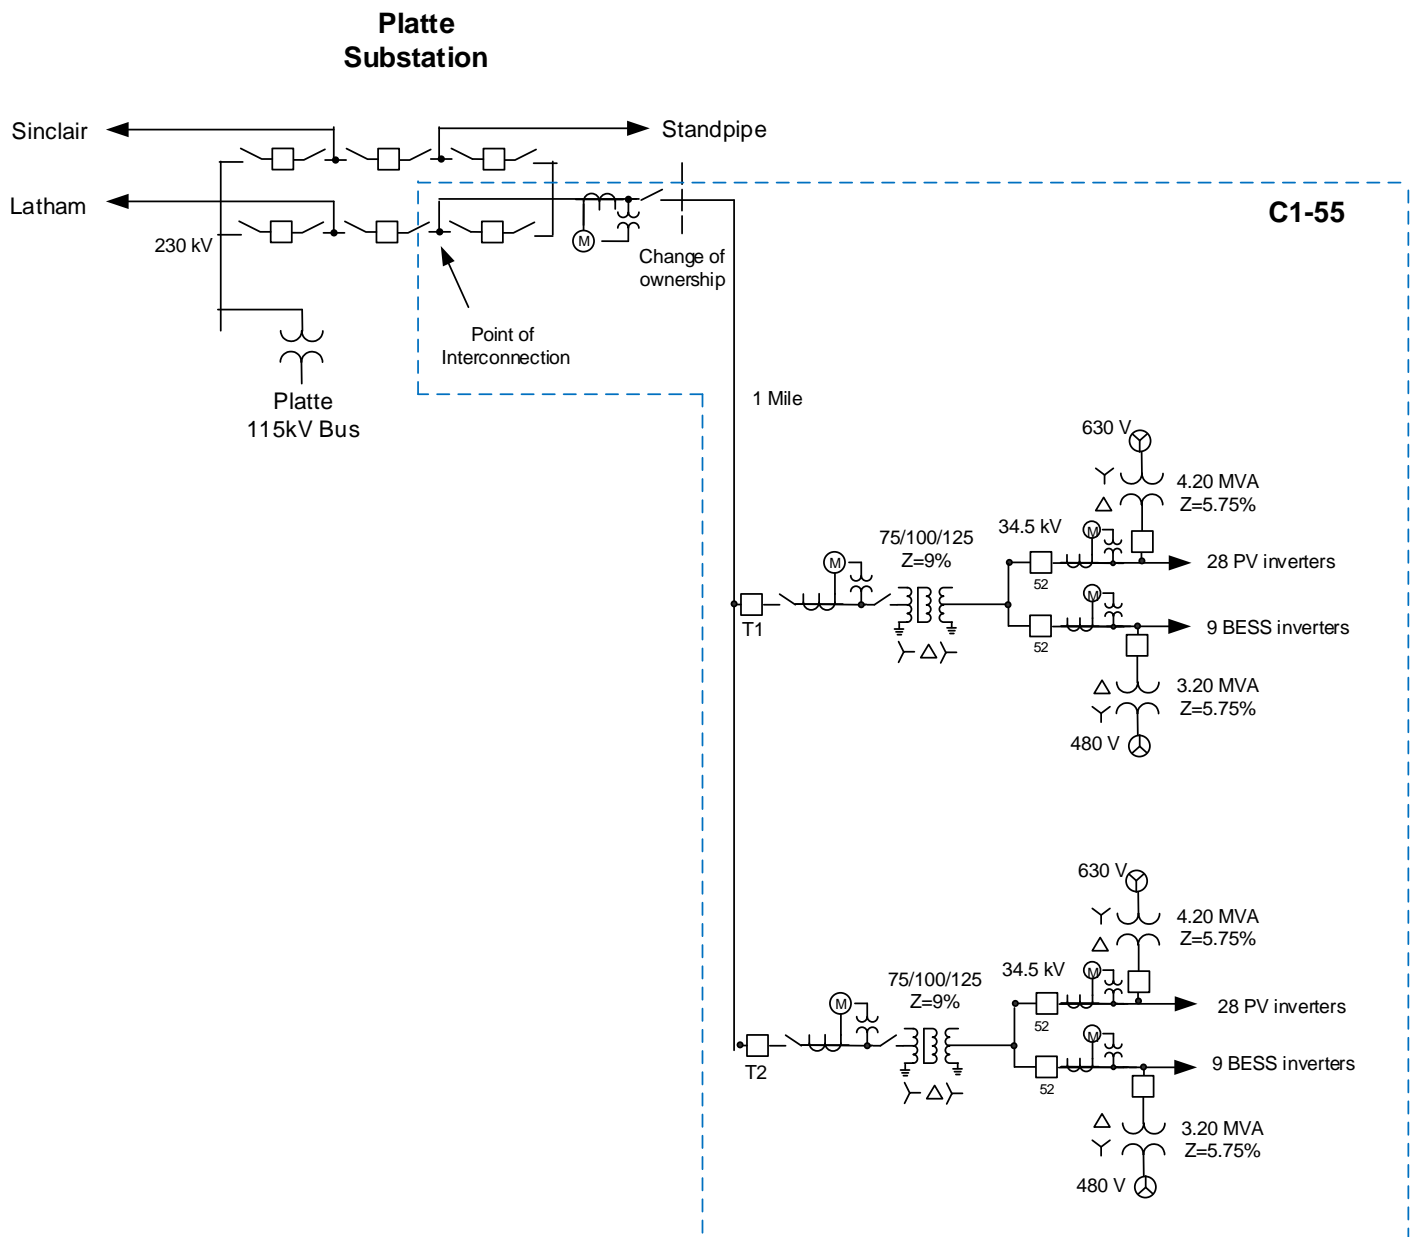 Platte
Substation
Sinclair
Standpipe
Latham
C1-55
230 kV
M
Change of
ownership
Point of
Interconnection
Platte
115kV Bus
1 Mile
630 V
4.20 MVA
Z=5.75%
34.5 kV
75/100/125
Z=9%
M
M
28 PV inverters
52
M
T1
9 BESS inverters
52
3.20 MVA
Z=5.75%
480 V
630 V
4.20 MVA
Z=5.75%
34.5 kV
75/100/125
Z=9%
M
M
28 PV inverters
52
M
T2
9 BESS inverters
52
3.20 MVA
Z=5.75%
480 V